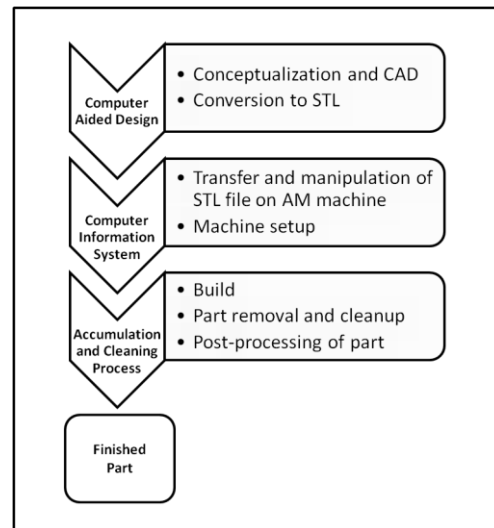 Computer
Aided Design
• Conceptualization and CAD
• Conversion to STL
Computer
Information
System
• Transfer and manipulation of
STL file on AM machine
• Machine setup
Accumulation
and Cleaning
Process
• Build
• Part removal and cleanup
• Post-processing of part
Finished
Part